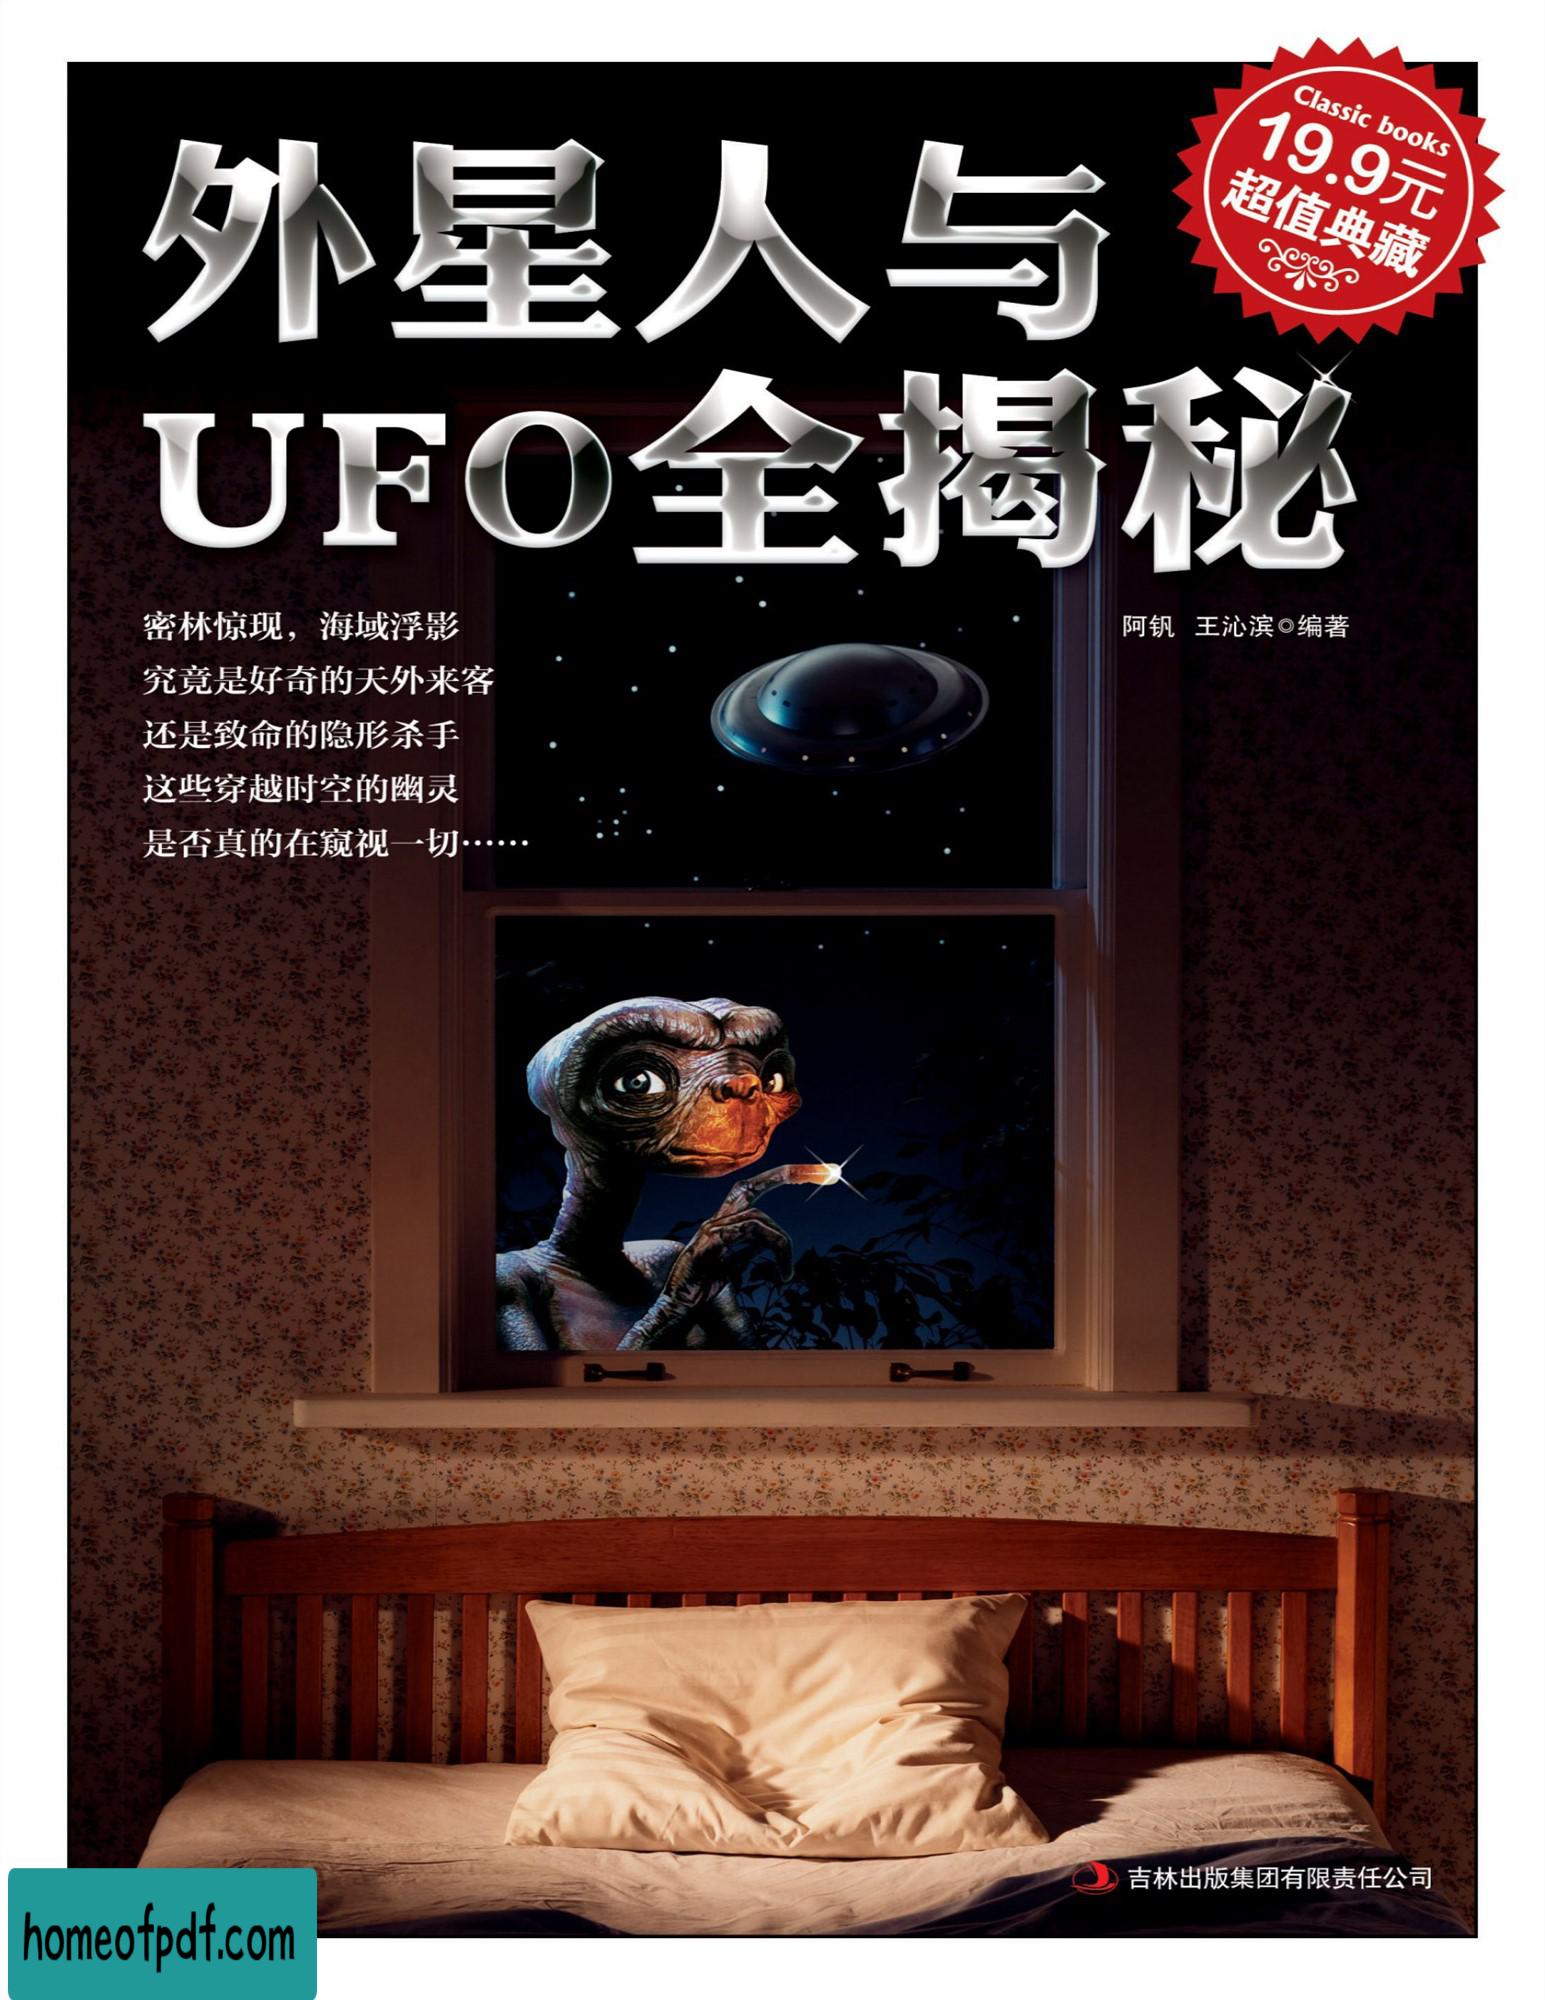 Classic books
19.9元
超值典藏
外星人与
UFO全揭秘
阿钒 王沁滨◎编著
密林惊现，海域浮影
究竟是好奇的天外来客
还是致命的隐形杀手
这些穿越时空的幽灵
是否真的在窥视一切……
吉林出版集团有限责任公司
homeofpdf.com